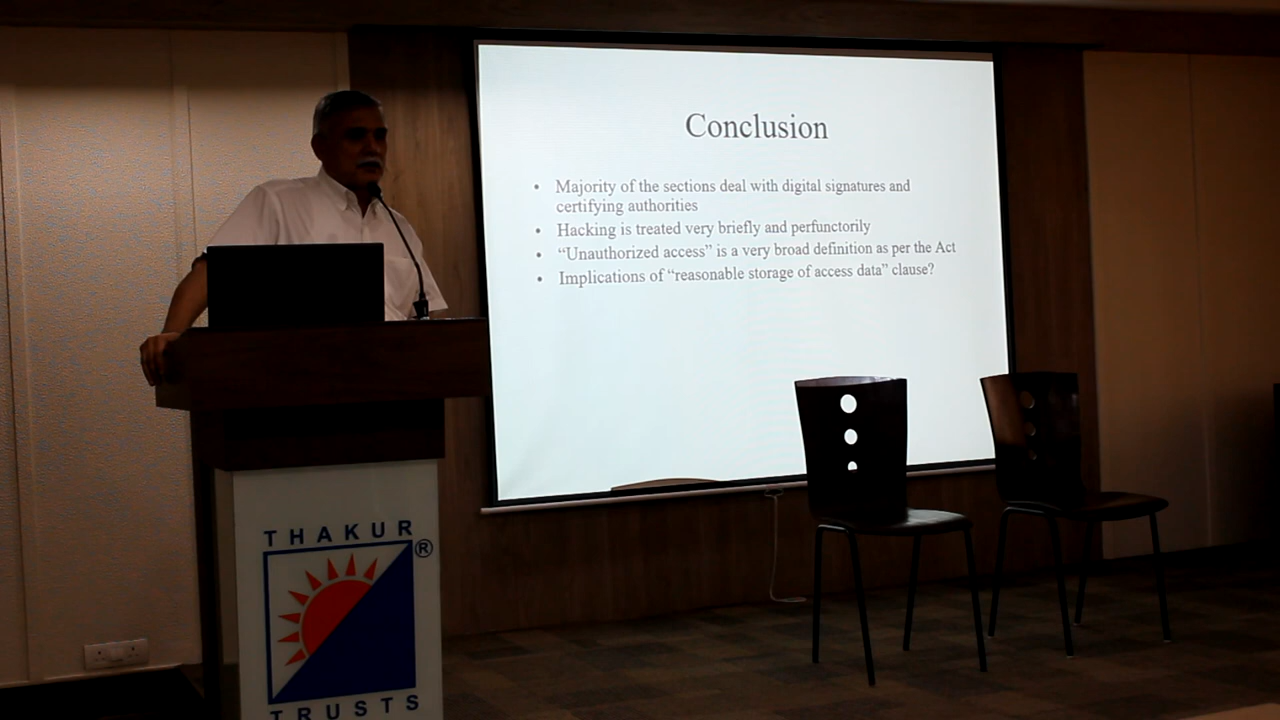 Conclusion
• Majority of the sections deal with digital signatures and
certifying authorities
• Hacking is treated very briefly and perfunctorily
• “Unauthorized access” is a very broad definition as per the Act
• Implications of “reasonable storage of access data” clause?
THAKUR
®
TRUSTS